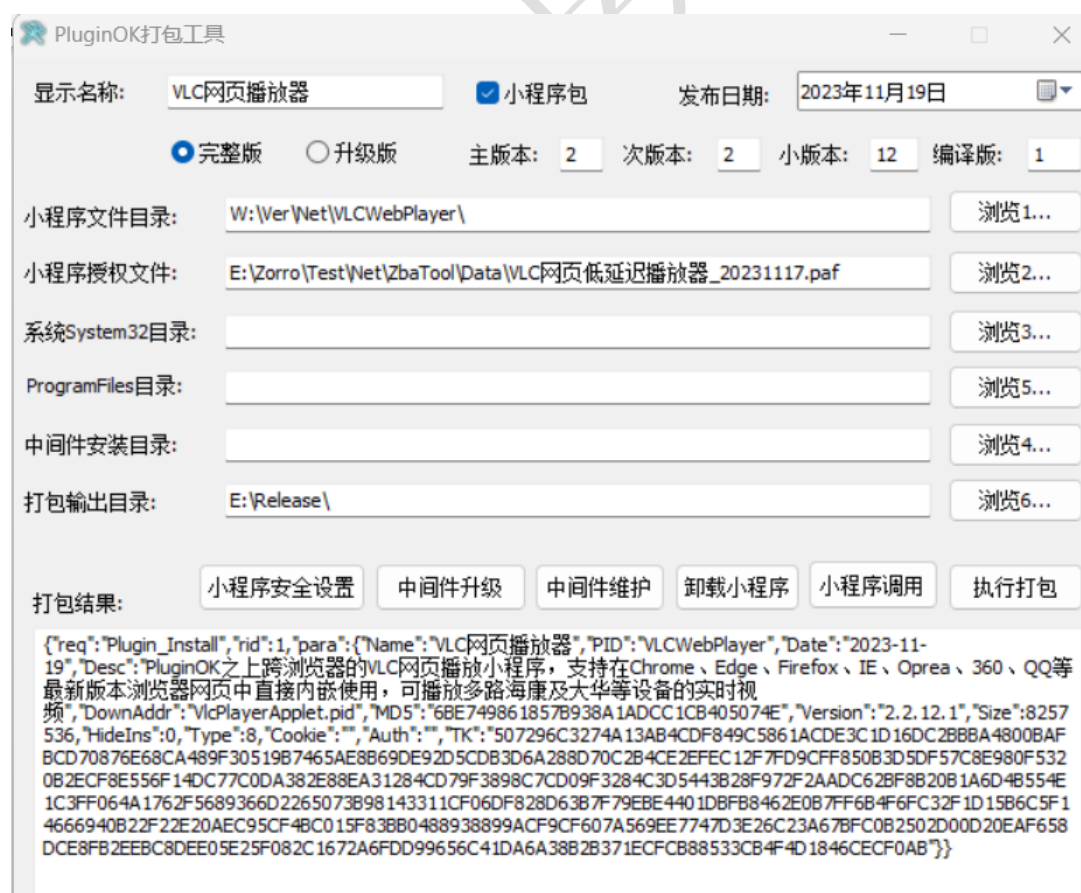 PluginOK打包工具
显示名称: VLC网页播放器 小程序包 发布日期: 2023年11月19日
完整版 升级版 主版本: 2 次版本: 2 小版本: 12 编译版: 1
小程序文件目录: W:\Ver\Net\VLCWebPlayer\ 浏览1...
小程序授权文件: E:\Zorro\Test\Net\ZbaTool\Data\VLC网页低延迟播放器_20231117.paf 浏览2...
系统System32目录: 浏览3...
ProgramFiles目录: 浏览5...
中间件安装目录: 浏览4...
打包输出目录: E:\Release\ 浏览6...
打包结果: 小程序安全设置 中间件升级 中间件维护 卸载小程序 小程序调用 执行打包
{"req":"Plugin_Install","rid":1,"para":{"Name":"VLC网页播放器","PID":"VLCWebPlayer","Date":"2023-11-
19","Desc":"PluginOK之上跨浏览器的VLC网页播放小程序，支持在Chrome、Edge、Firefox、IE、Oprea、360、QQ等
最新版本浏览器网页中直接内嵌使用，可播放多路海康及大华等设备的实时视
频","DownAddr":"VlcPlayerApplet.pid","MD5":"6BE749861857B938A1ADCC1CB405074E","Version":"2.2.12.1","Size":8257
536,"HideIns":0,"Type":8,"Cookie":"","Auth":"","TK":"507296C3274A13AB4CDF849C5861ACDE3C1D16DC2BBBA4800BAF
BCD70876E68CA489F30519B7465AE8B69DE92D5CDB3D6A288D70C2B4CE2EFEC12F7FD9CFF850B3D5DF57C8E980F532
0B2ECF8E556F14DC77C0DA382E88EA31284CD79F3898C7CD09F3284C3D5443B28F972F2AADC62BF8B20B1A6D4B554E
1C3FF064A1762F5689366D2265073B98143311CF06DF828D63B7F79EBE4401DBFB8462E0B7FF6B4F6FC32F1D15B6C5F1
4666940B22F22E20AEC95CF4BC015F83BB0488938899ACF9CF607A569EE7747D3E26C23A67BFC0B2502D00D20EAF658
DCE8FB2EEBC8DEE05E25F082C1672A6FDD99656C41DA6A38B2B371ECFCB88533CB4F4D1846CECF0AB"}}